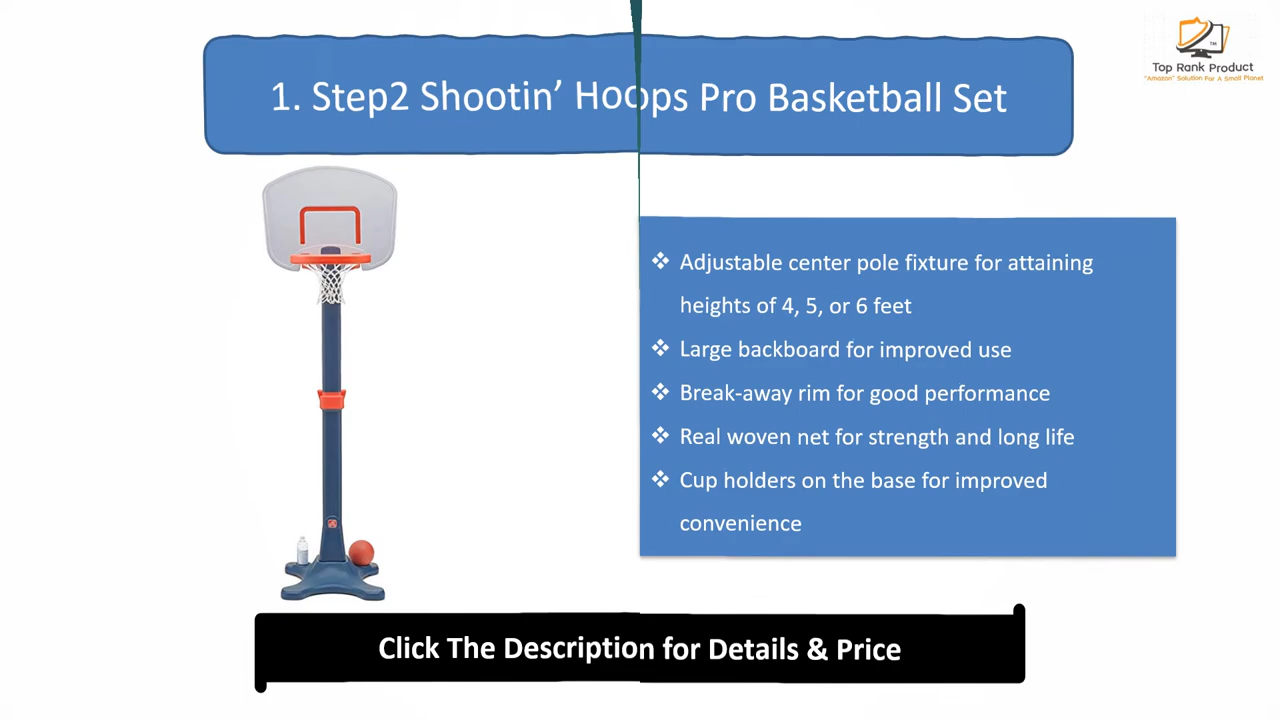 1. Step2 Shootin’ Hoops Pro Basketball Set
TM
Top Rank Product
"Amazon" Solution For A Small Planet
❖ Adjustable center pole fixture for attaining
heights of 4, 5, or 6 feet
❖ Large backboard for improved use
❖ Break-away rim for good performance
❖ Real woven net for strength and long life
❖ Cup holders on the base for improved
convenience
Click The Description for Details & Price